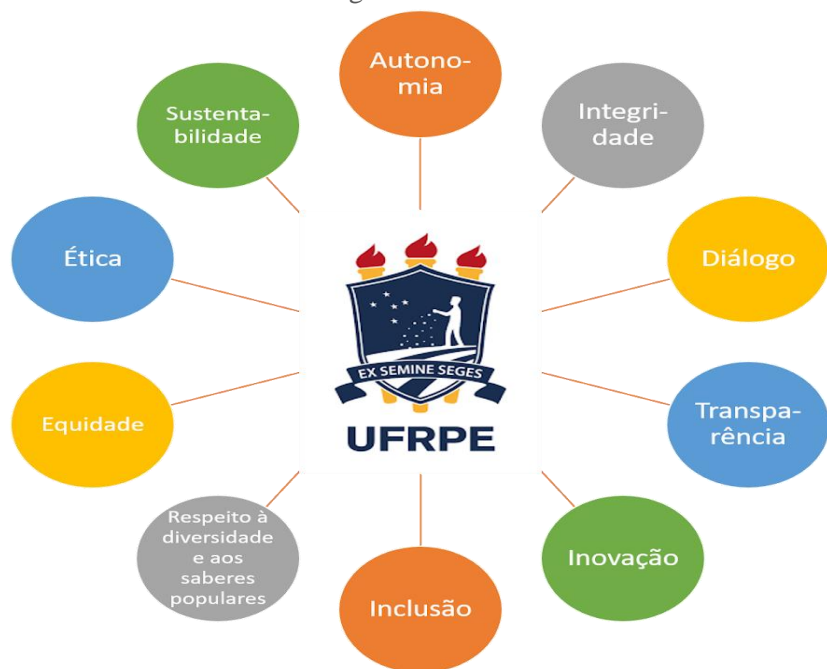 Autono-
mia
Integri-
dade
Diálogo
Transpa-
rência
Inovação
Inclusão
Respeito à
diversidade
e aos
saberes
populares
Equidade
Ética
Sustenta-
bilidade
EX SEMINE SEGES
UFRPE